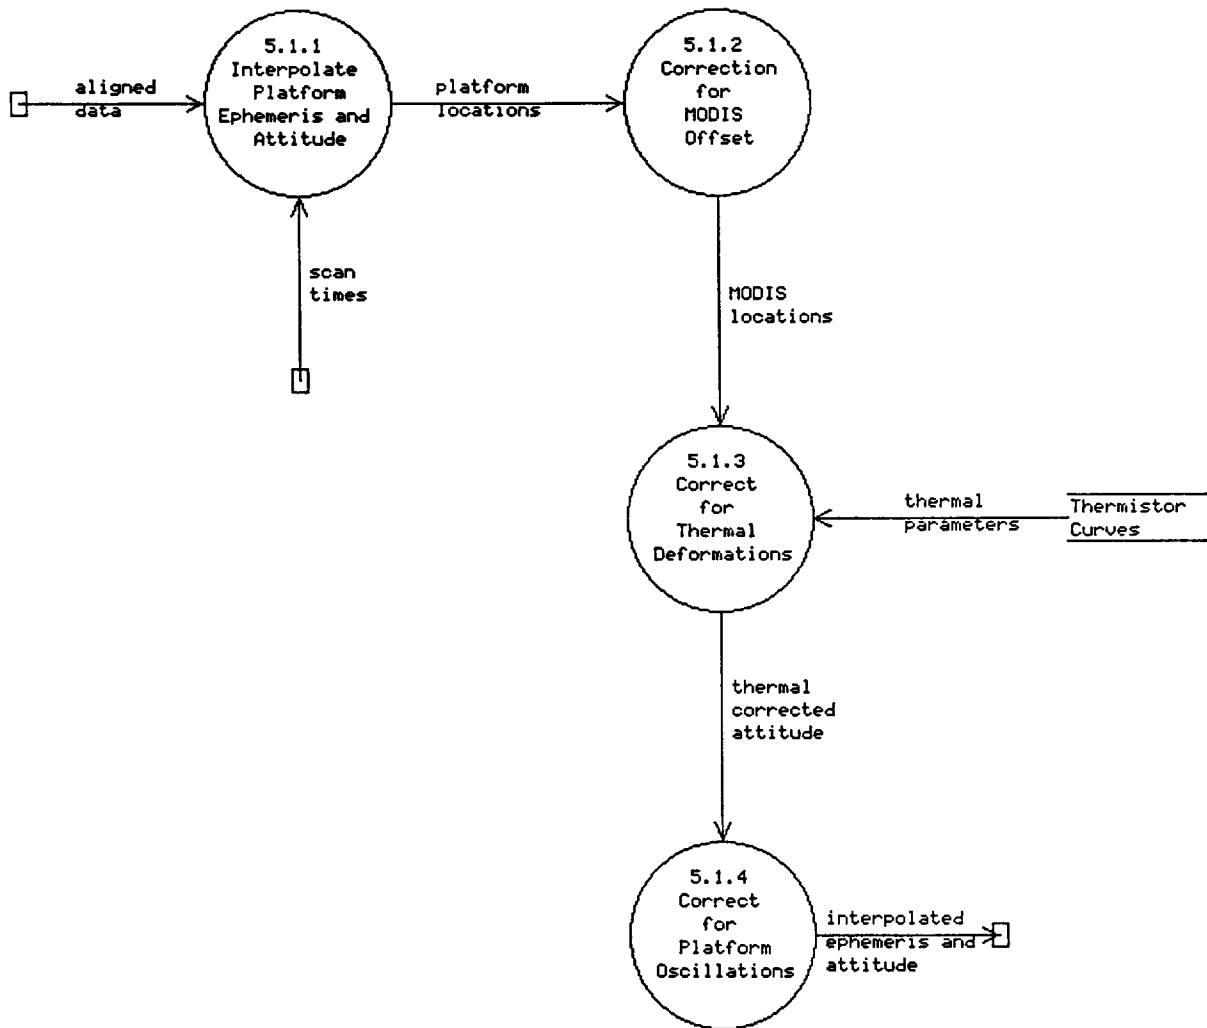 5.1.1
Interpolate
Platform
Ephemeris and
Attitude
aligned
data
platform
locations
5.1.2
Correction
for
MODIS
Offset
scan
times
MODIS
locations
5.1.3
Correct
for
Thermal
Deformations
thermal
parameters
Thermistor
Curves
thermal
corrected
attitude
5.1.4
Correct
for
Platform
Oscillations
interpolated
ephemeris and
attitude